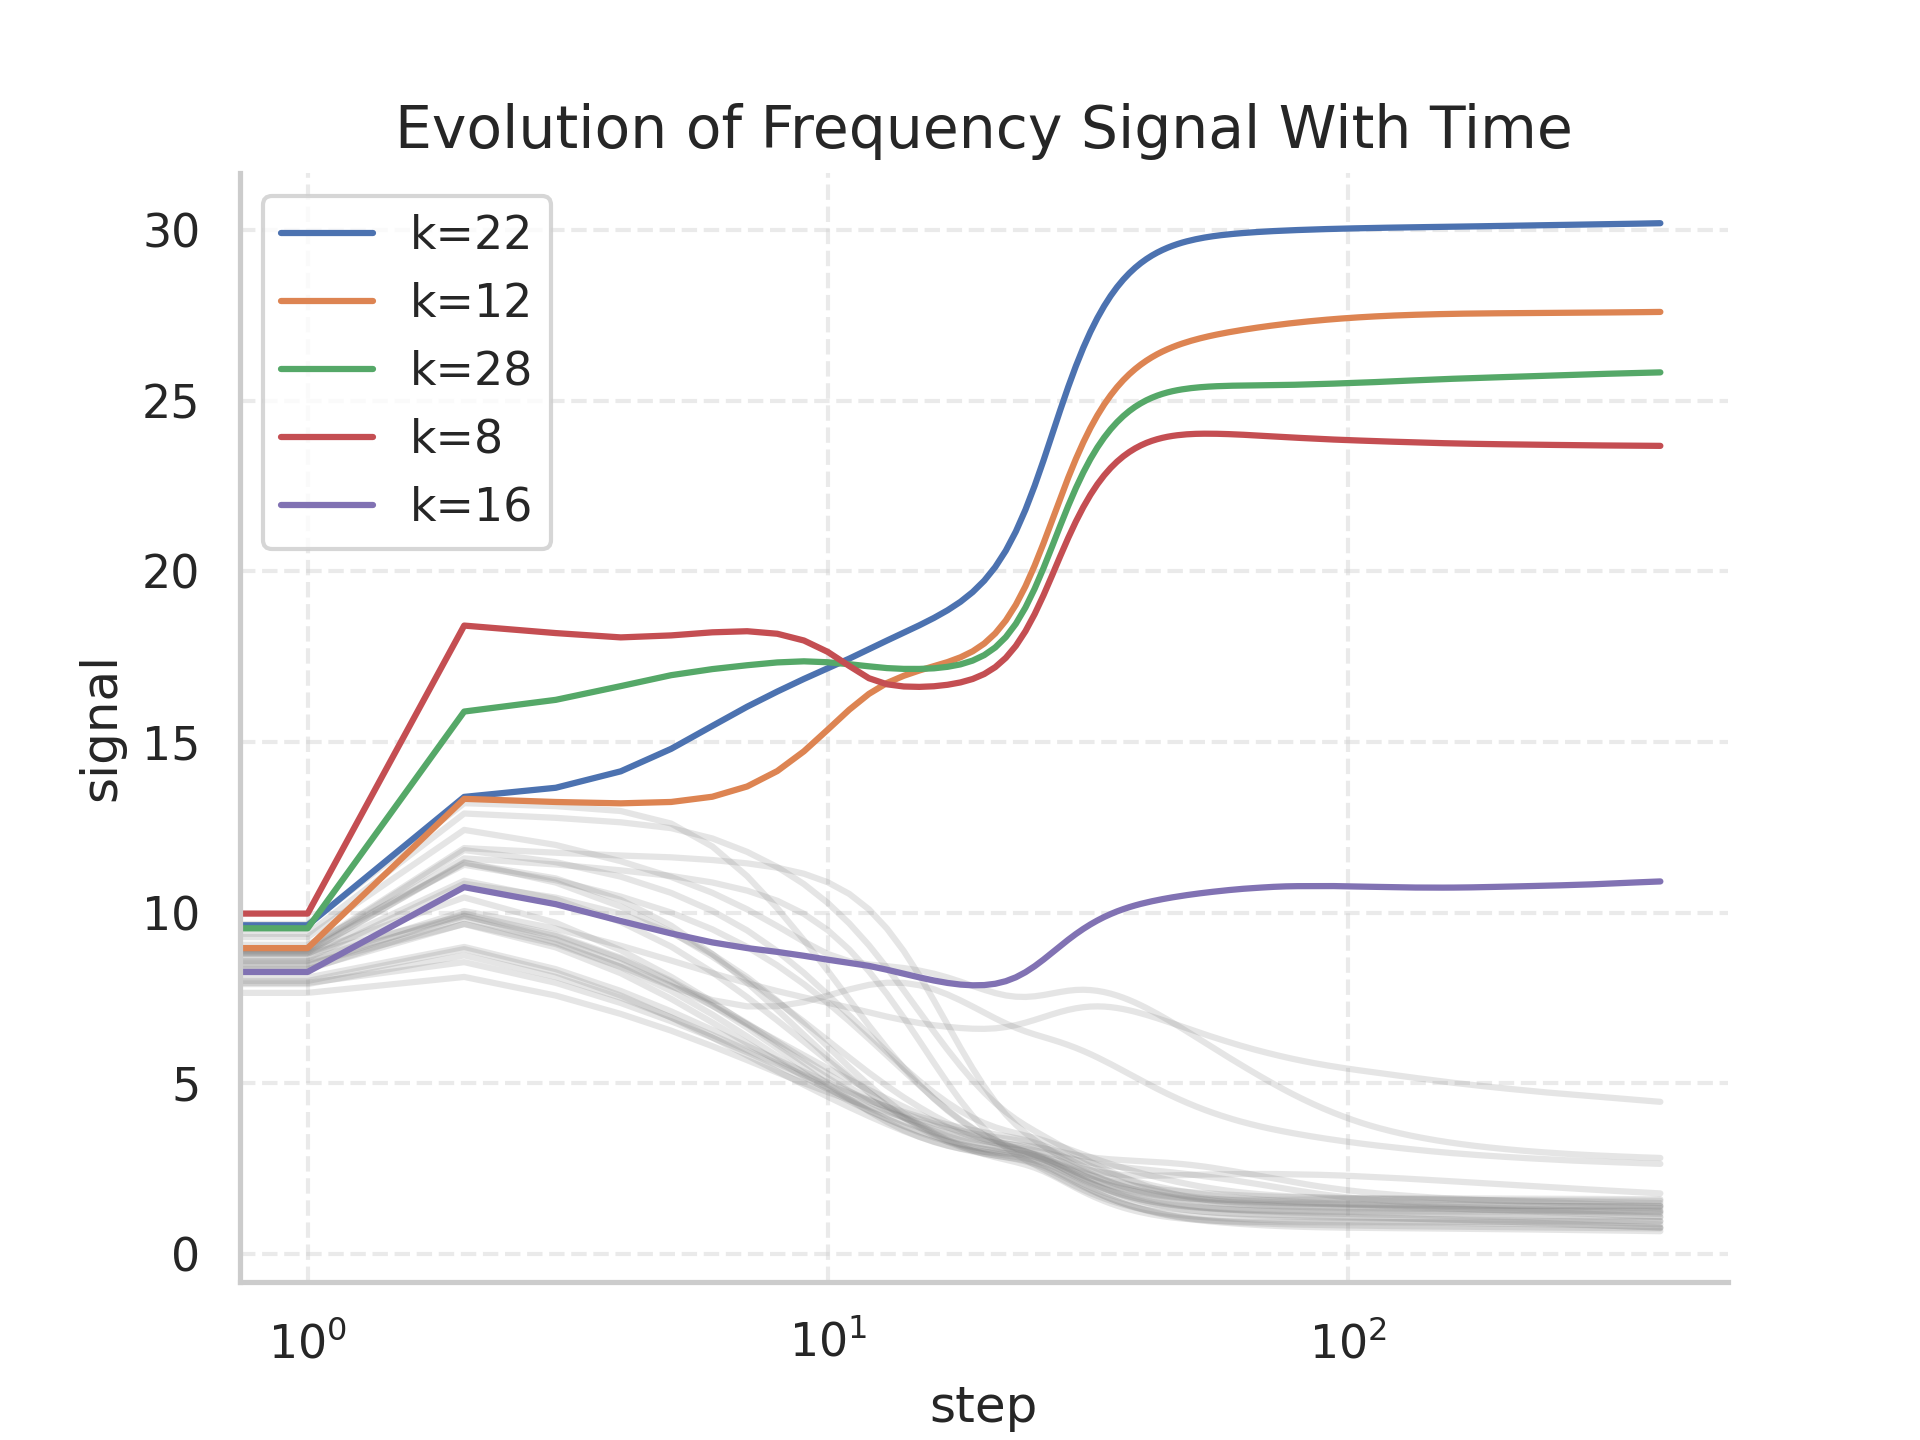 Evolution of Frequency Signal With Time
30
25
20
15
10
5
0
signal
k=22
k=12
k=28
k=8
k=16
10⁰
10¹
10²
step